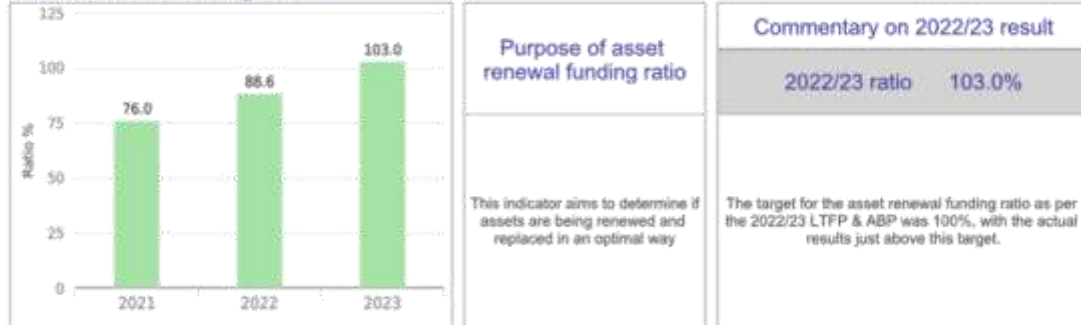 125
100
75
50
25
0
Ratio %
76.0
88.6
103.0
2021 2022 2023
Purpose of asset
renewal funding ratio
This indicator aims to determine if
assets are being renewed and
replaced in an optimal way
Commentary on 2022/23 result
2022/23 ratio 103.0%
The target for the asset renewal funding ratio as per
the 2022/23 LTFP & ABP was 100%, with the actual
results just above this target.